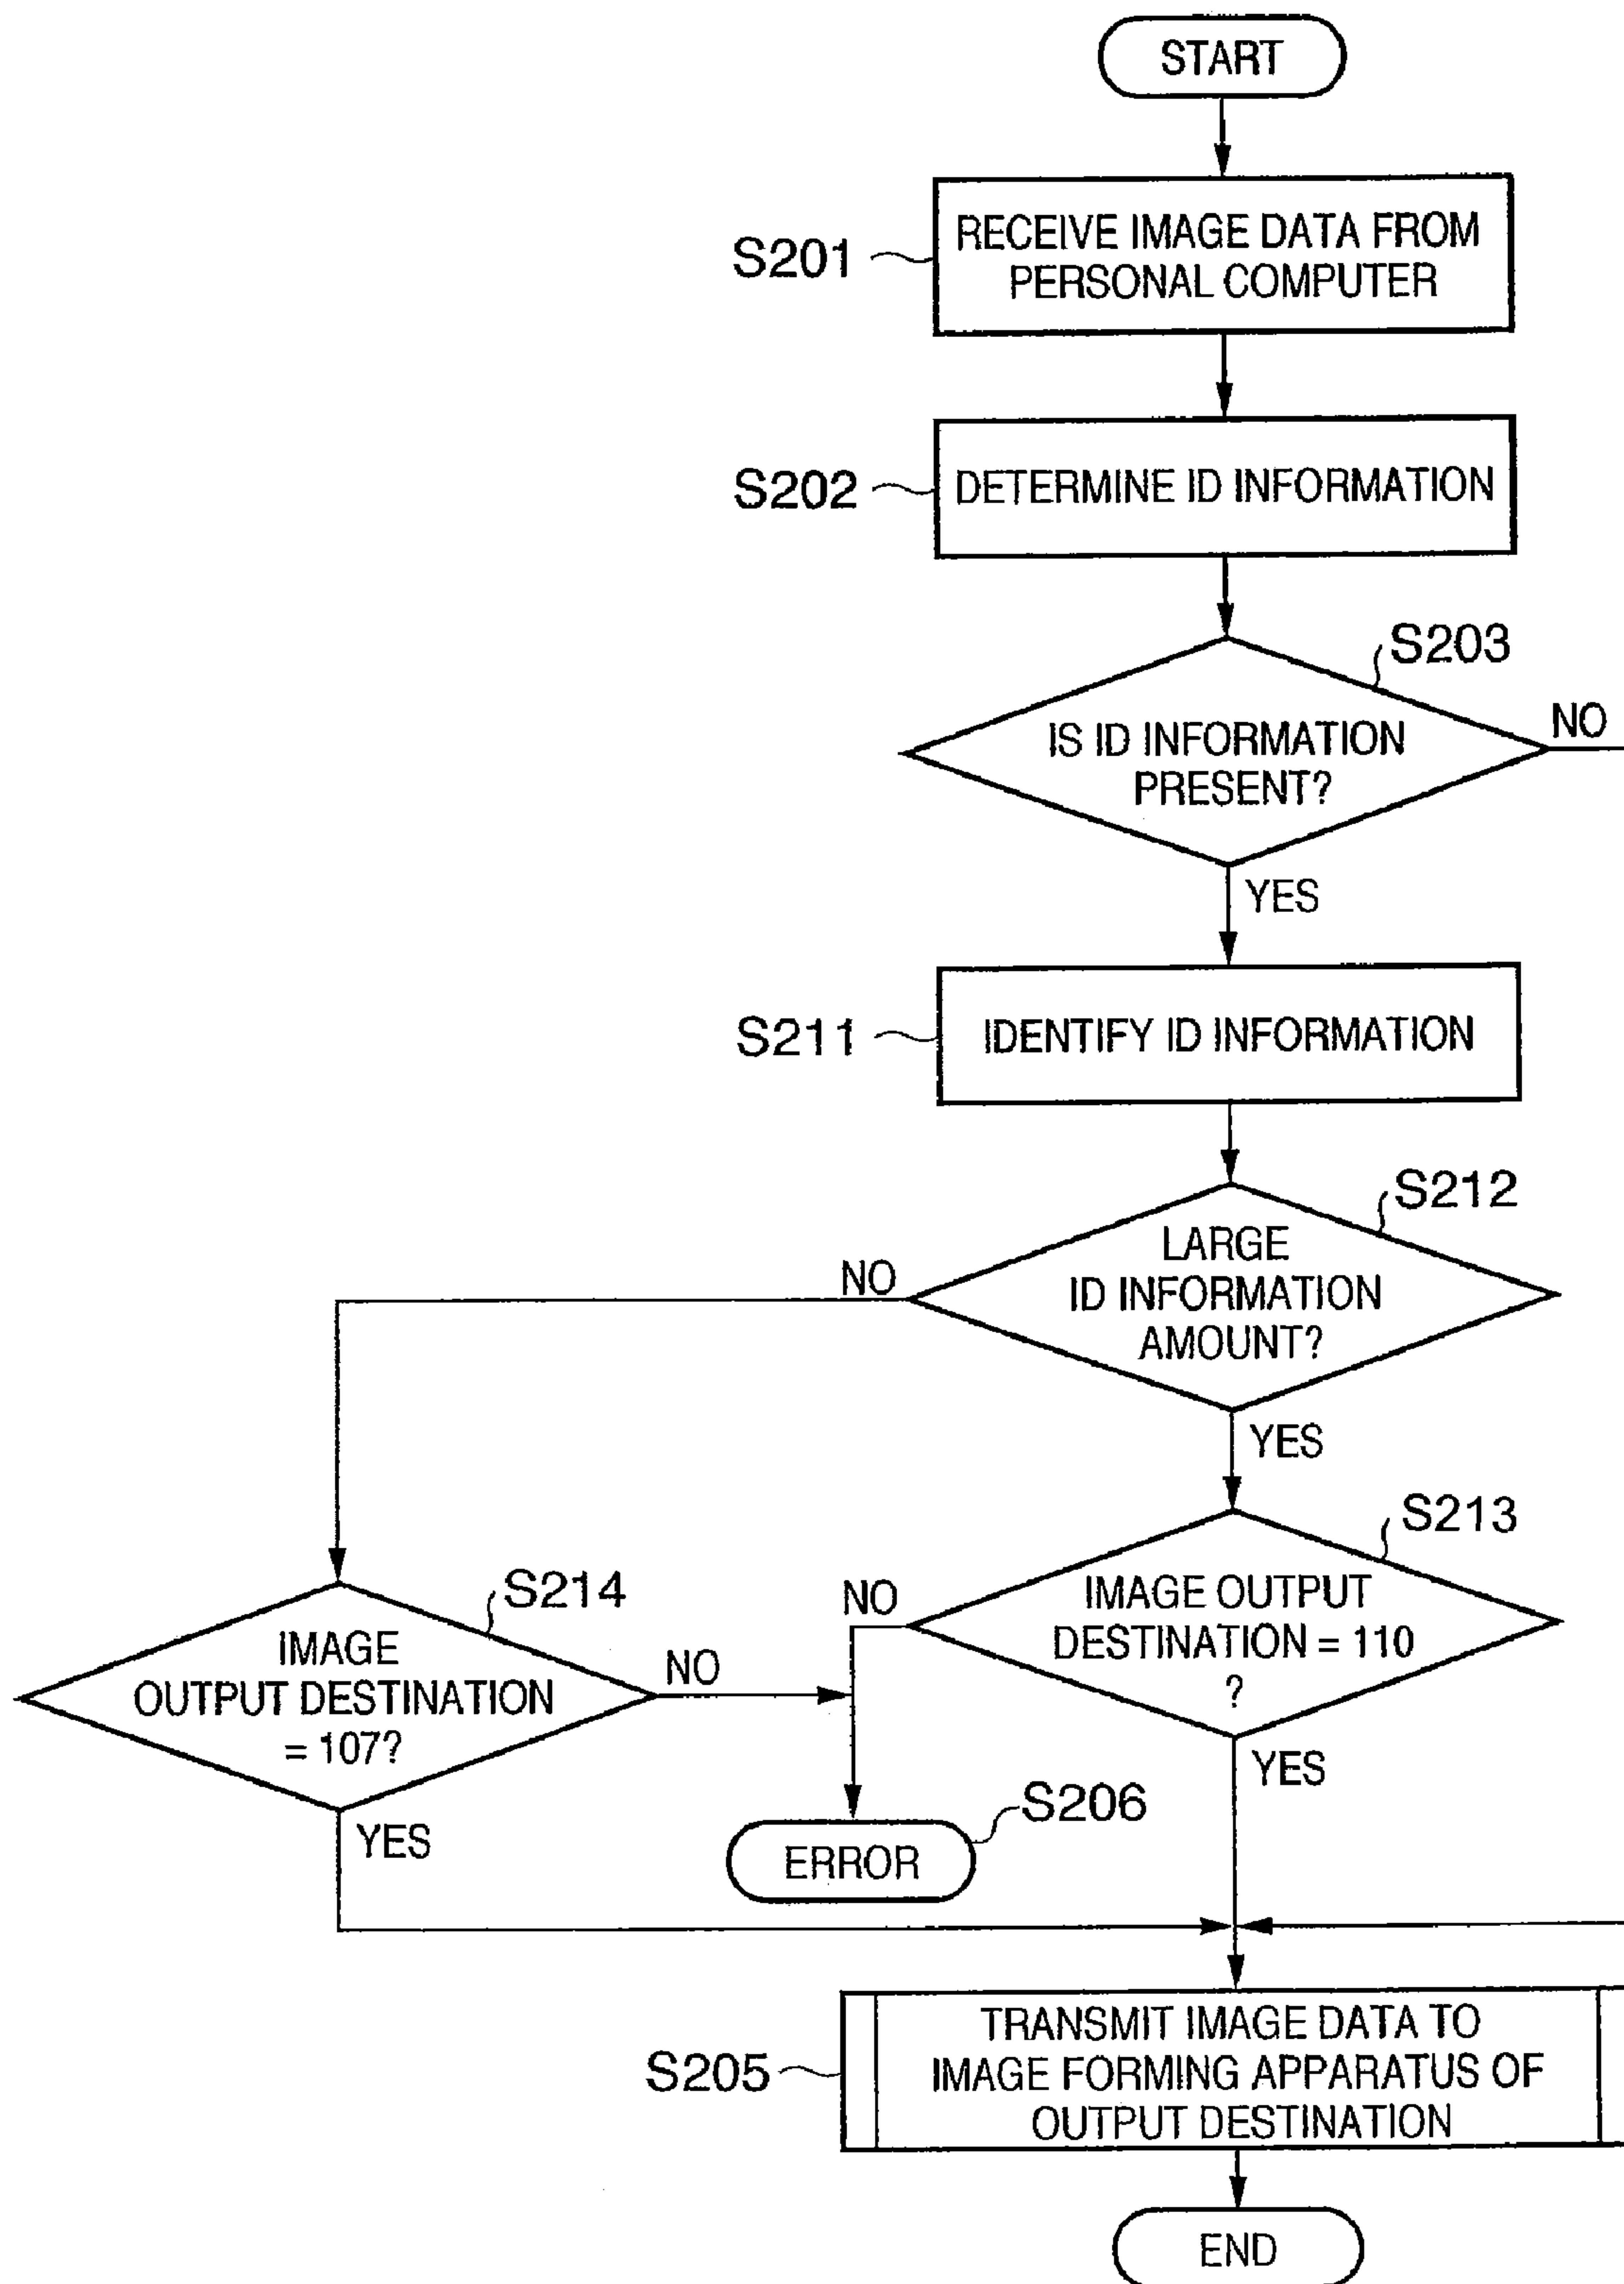 START
S201
RECEIVE IMAGE DATA FROM
PERSONAL COMPUTER
S202
DETERMINE ID INFORMATION
S203
IS ID INFORMATION
PRESENT?
NO
YES
S211
IDENTIFY ID INFORMATION
S212
LARGE
ID INFORMATION
AMOUNT?
NO
YES
S213
IMAGE OUTPUT
DESTINATION = 110
?
NO
YES
S214
IMAGE
OUTPUT DESTINATION
= 107?
NO
YES
S206
ERROR
S205
TRANSMIT IMAGE DATA TO
IMAGE FORMING APPARATUS OF
OUTPUT DESTINATION
END